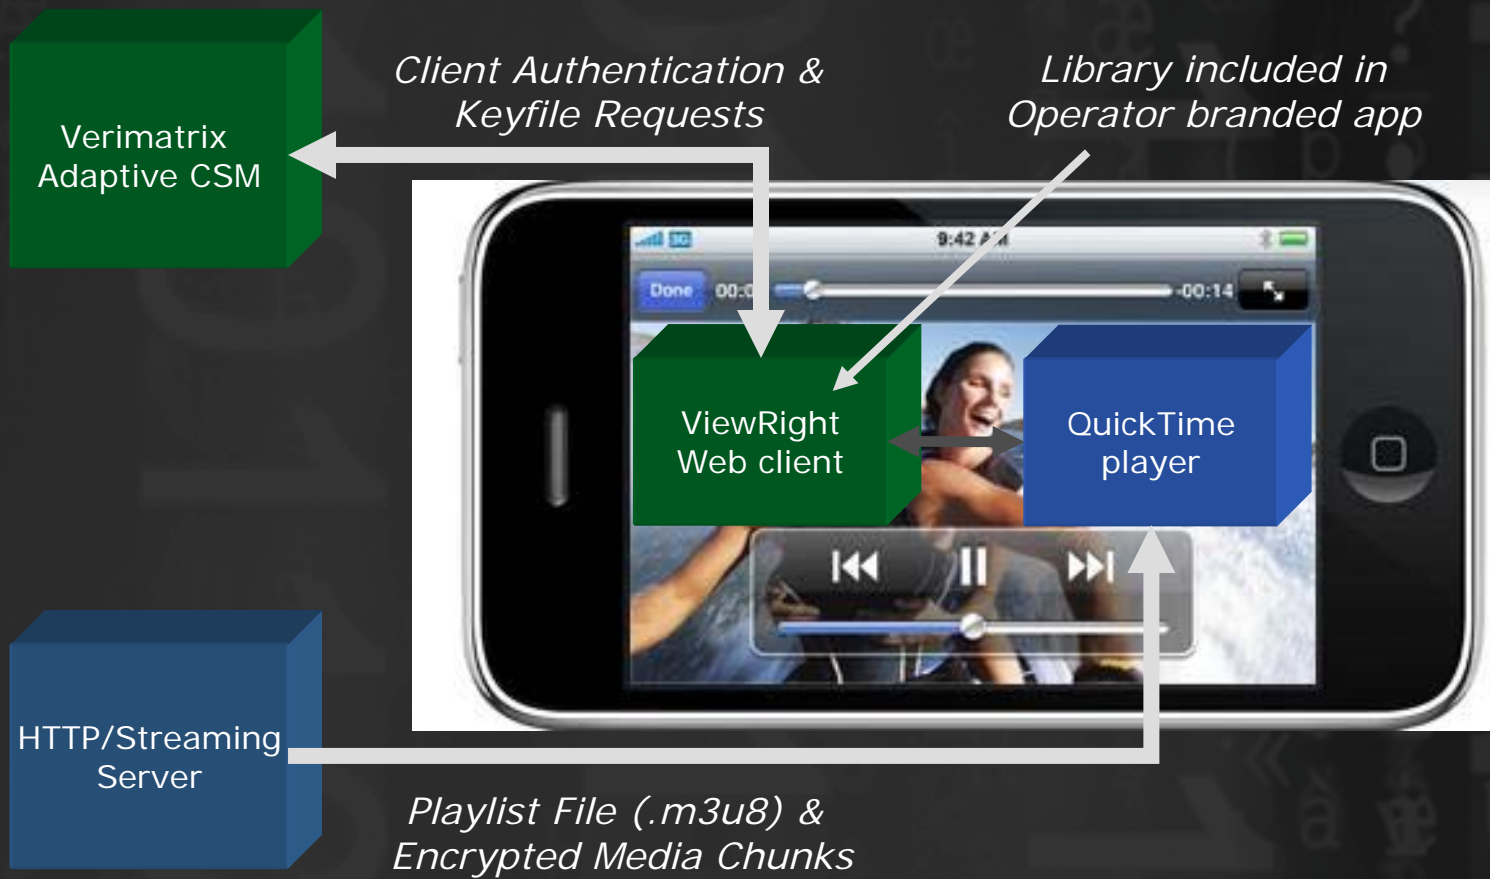 Client Authentication &
Keyfile Requests
Library included in
Operator branded app
Verimatrix
Adaptive CSM
3G
9:42
Done
-00:14
ViewRight
Web client
QuickTime
player
HTTP/Streaming
Server
Playlist File (.m3u8) &
Encrypted Media Chunks